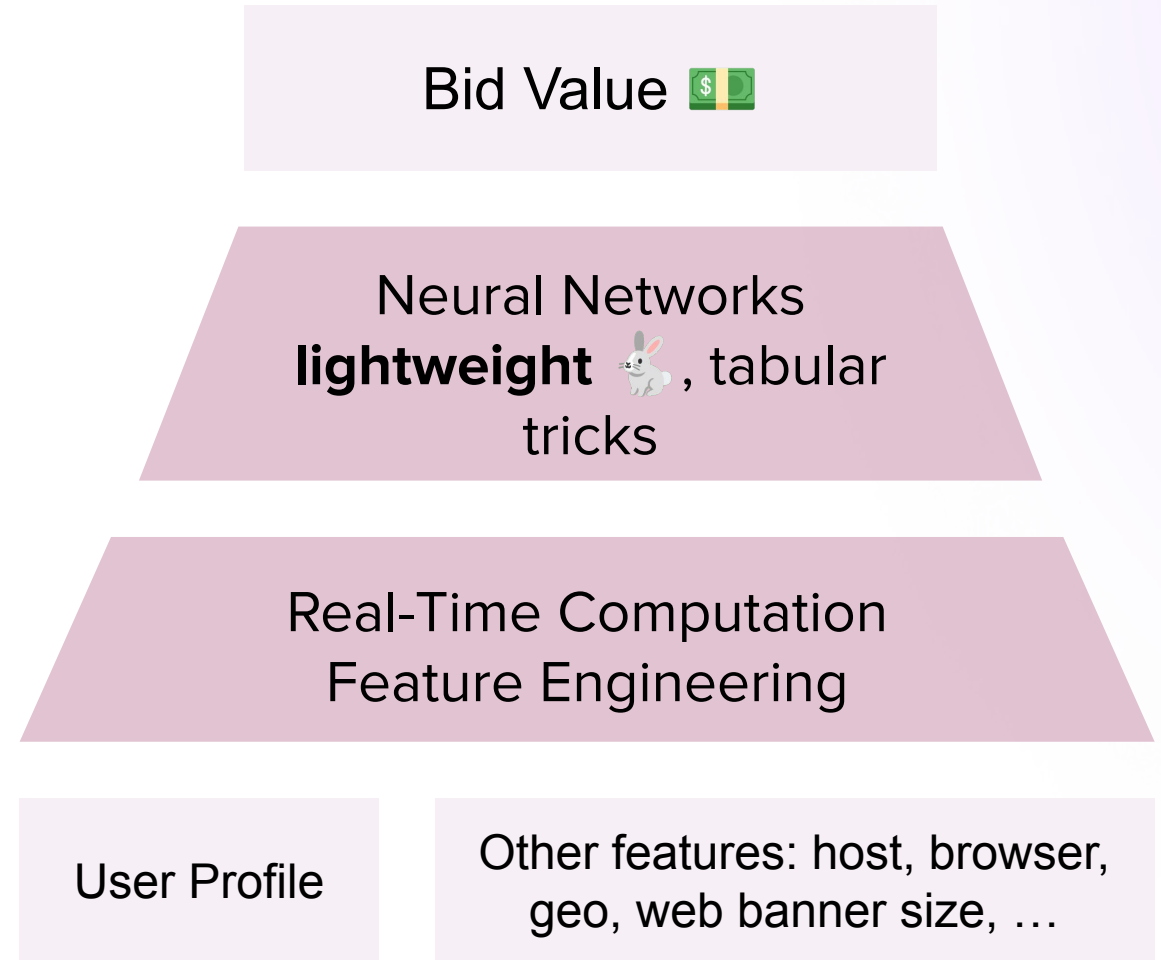 Bid Value 💵
Neural Networks
lightweight 🐇, tabular
tricks
Real-Time Computation
Feature Engineering
User Profile
Other features: host, browser,
geo, web banner size, …